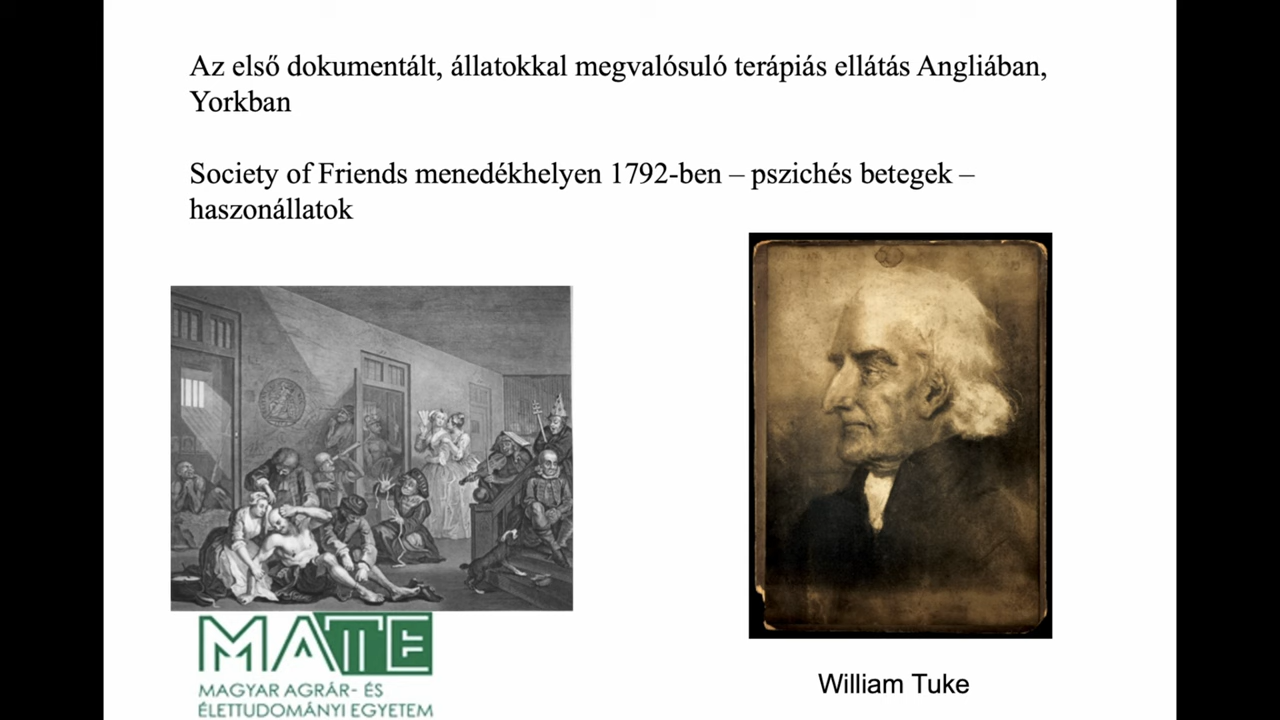 Az első dokumentált, állatokkal megvalósuló terápiás ellátás Angliában,
Yorkban
Society of Friends menedékhelyen 1792-ben – pszichés betegek –
haszonállatok
MATE
MAGYAR AGRÁR- ÉS
ÉLETTUDOMÁNYI EGYETEM
William Tuke